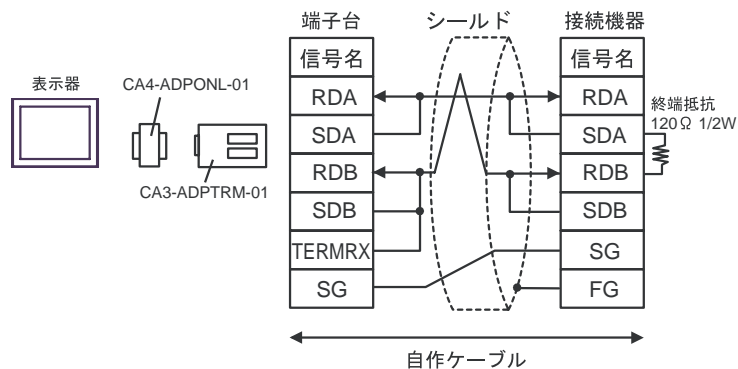 端子台
シールド
接続機器
信号名
信号名
表示器
CA4-ADPONL-01
CA3-ADPTRM-01
RDA
SDA
RDB
SDB
TERMRX
SG
RDA
SDA
RDB
SDB
SG
FG
終端抵抗
120Ω 1/2W
自作ケーブル